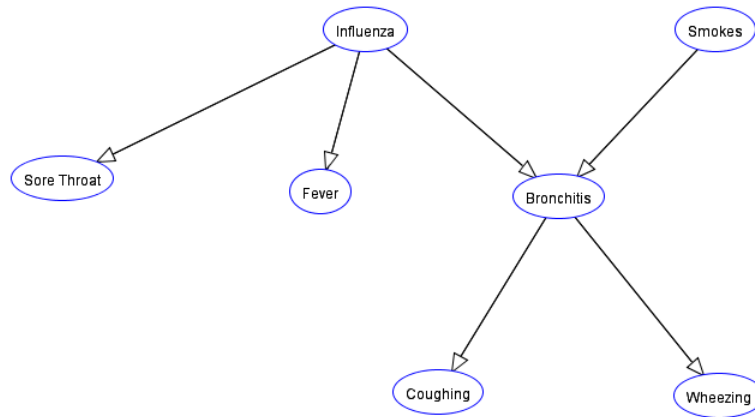 Influenza
Smokes
Sore Throat
Fever
Bronchitis
Coughing
Wheezing